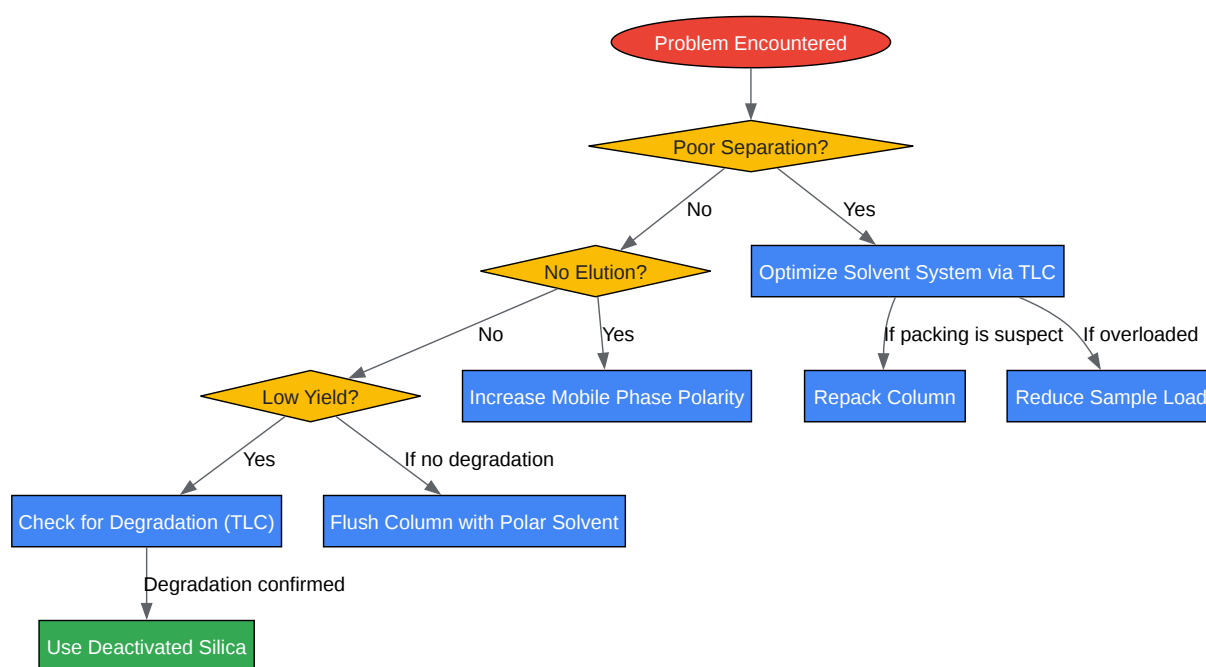 Problem Encountered
Poor Separation?
No
Yes
No Elution?
Optimize Solvent System via TLC
No
Yes
If packing is suspect
If overloaded
Low Yield?
Increase Mobile Phase Polarity
Repack Column
Reduce Sample Load
Yes
If no degradation
Check for Degradation (TLC)
Flush Column with Polar Solvent
Degradation confirmed
Use Deactivated Silica